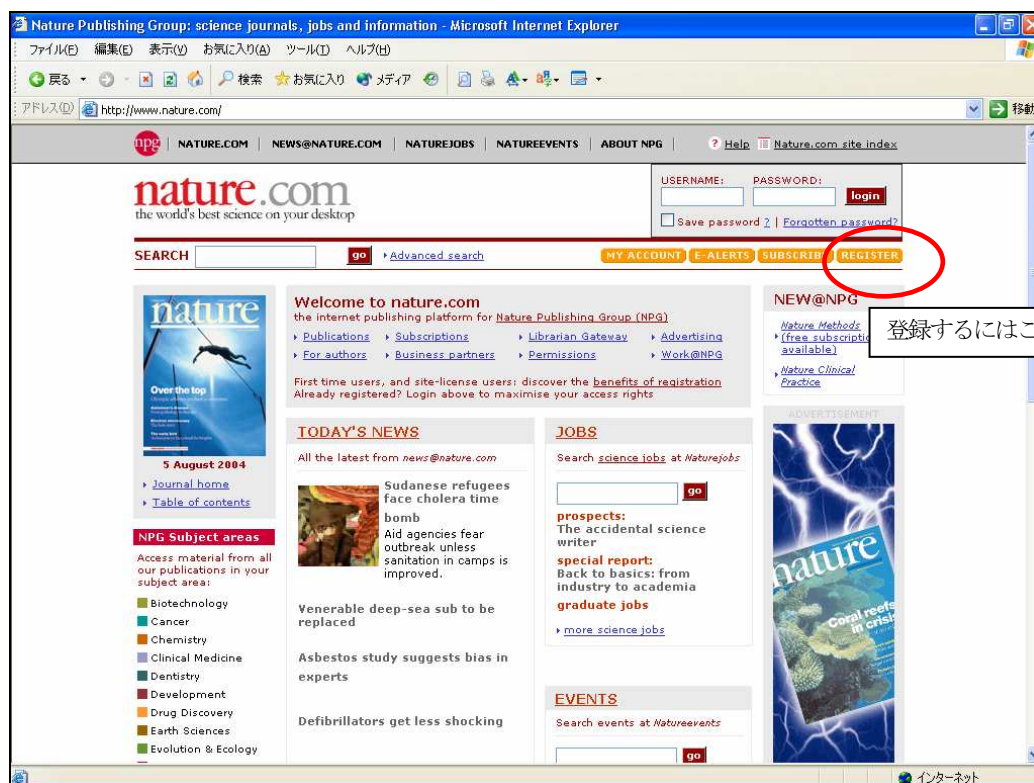 Nature Publishing Group: science journals, jobs and information - Microsoft Internet Explorer
ファイル(F) 編集(E) 表示(V) お気に入り(A) ツール(T) ヘルプ(H)
戻る 検索 お気に入り メディア
アドレス(D) http://www.nature.com/ 移動
npg NATURE.COM NEWS@NATURE.COM NATUREJOBS NATUREEVENTS ABOUT NPG ? Help Nature.com site index
nature.com
the world's best science on your desktop
USERNAME: PASSWORD:
login
Save password ? | Forgotten password?
SEARCH go Advanced search MY ACCOUNT E-ALERTS SUBSCRIBE REGISTER
登録するにはこ
nature
Over the top
5 August 2004
Journal home
Table of contents
NPG Subject areas
Access material from all
our publications in your
subject area:
Biotechnology
Cancer
Chemistry
Clinical Medicine
Dentistry
Development
Drug Discovery
Earth Sciences
Evolution & Ecology
Welcome to nature.com
the internet publishing platform for Nature Publishing Group (NPG)
Publications Subscriptions Librarian Gateway Advertising
For authors Business partners Permissions Work@NPG
First time users, and site-license users: discover the benefits of registration
Already registered? Login above to maximise your access rights
TODAY'S NEWS
All the latest from news@nature.com
Sudanese refugees
face cholera time
bomb
Aid agencies fear
outbreak unless
sanitation in camps is
improved.
Venerable deep-sea sub to be
replaced
Asbestos study suggests bias in
experts
Defibrillators get less shocking
JOBS
Search science jobs at Naturejobs
go
prospects:
The accidental science
writer
special report:
Back to basics: from
industry to academia
graduate jobs
more science jobs
EVENTS
Search events at Natureevents
go
NEW@NPG
Nature Methods
(free subscriptio
available)
Nature Clinical
Practice
ADVERTISEMENT
nature
Coral reefs
in crisis
インターネット